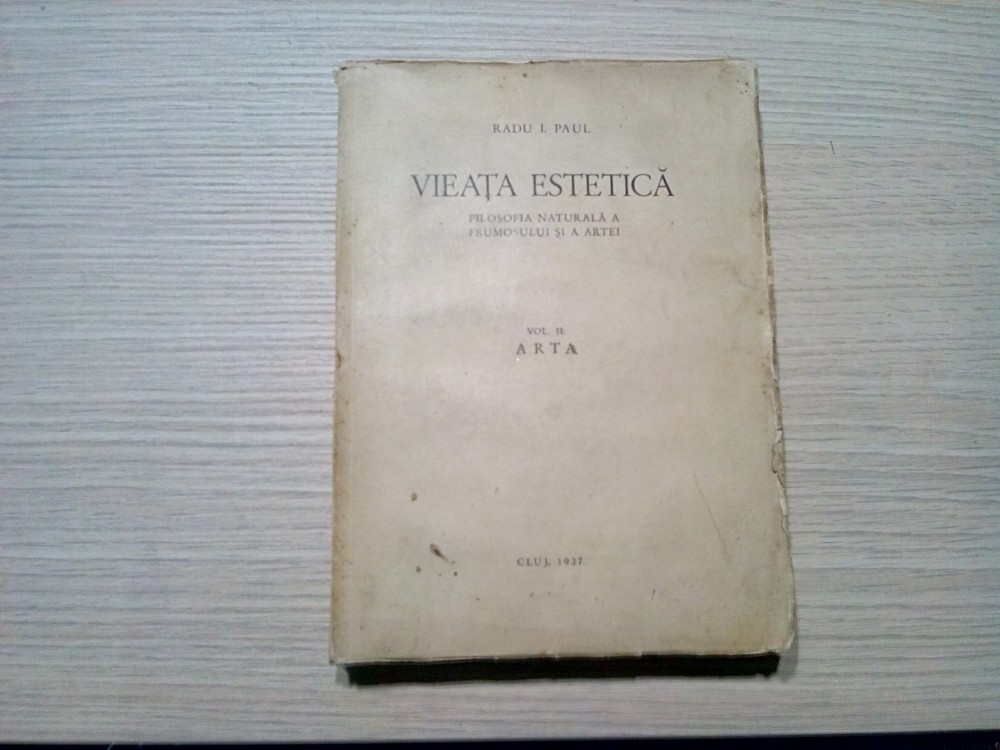 RADU I. PAUL
VIEAȚA ESTETICĂ
FILOSOFIA NATURALĂ A
FRUMOSULUI ȘI A ARTEI
VOL. II:
ARTA
CLUJ, 1937.